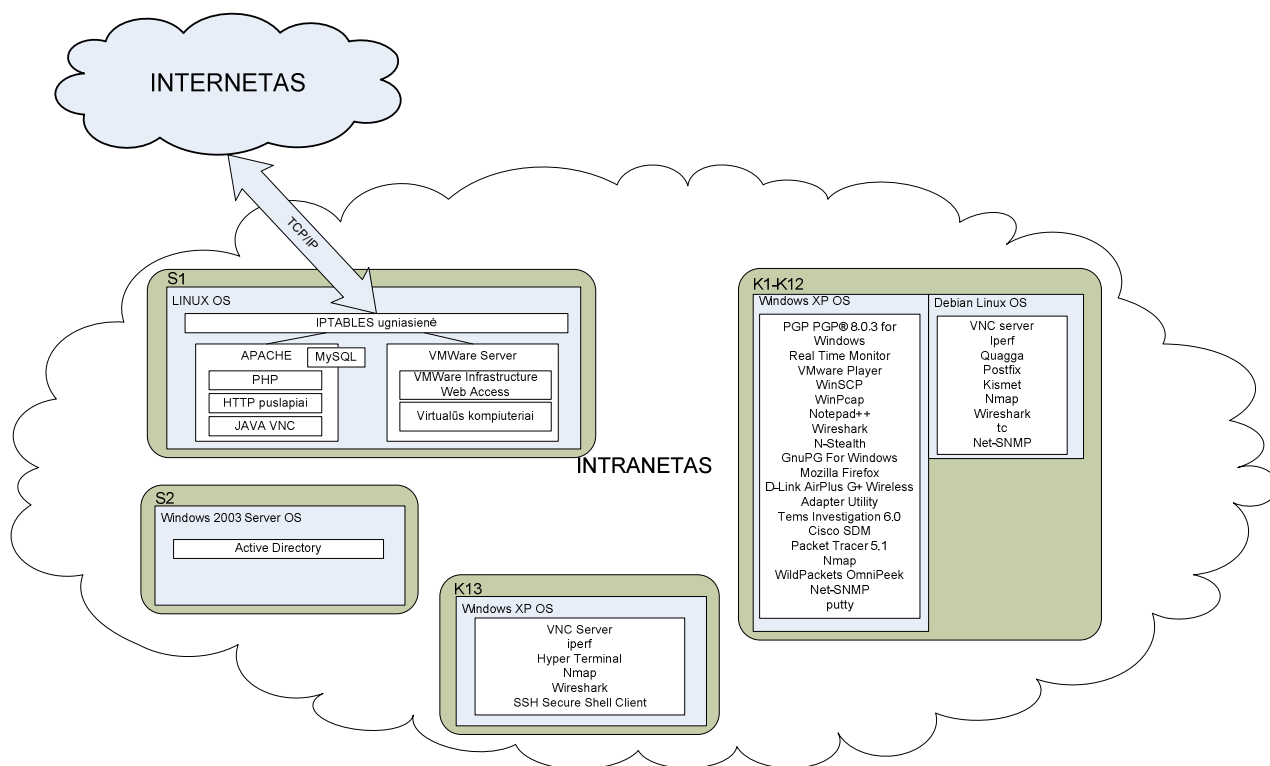 INTERNETAS
TCP/IP
S1
LINUX OS
IPTABLES ugniasienė
APACHE
MySQL
PHP
HTTP puslapiai
JAVA VNC
VMWare Server
VMWare Infrastructure
Web Access
Virtualūs kompiuteriai
INTRANETAS
S2
Windows 2003 Server OS
Active Directory
K13
Windows XP OS
VNC Server
iperf
Hyper Terminal
Nmap
Wireshark
SSH Secure Shell Client
K1-K12
Windows XP OS
PGP PGP® 8.0.3 for
Windows
Real Time Monitor
VMware Player
WinSCP
WinPcap
Notepad++
Wireshark
N-Stealth
GnuPG For Windows
Mozilla Firefox
D-Link AirPlus G+ Wireless
Adapter Utility
Tems Investigation 6.0
Cisco SDM
Packet Tracer 5.1
Nmap
WildPackets OmniPeek
Net-SNMP
putty
Debian Linux OS
VNC server
Iperf
Quagga
Postfix
Kismet
Nmap
Wireshark
tc
Net-SNMP